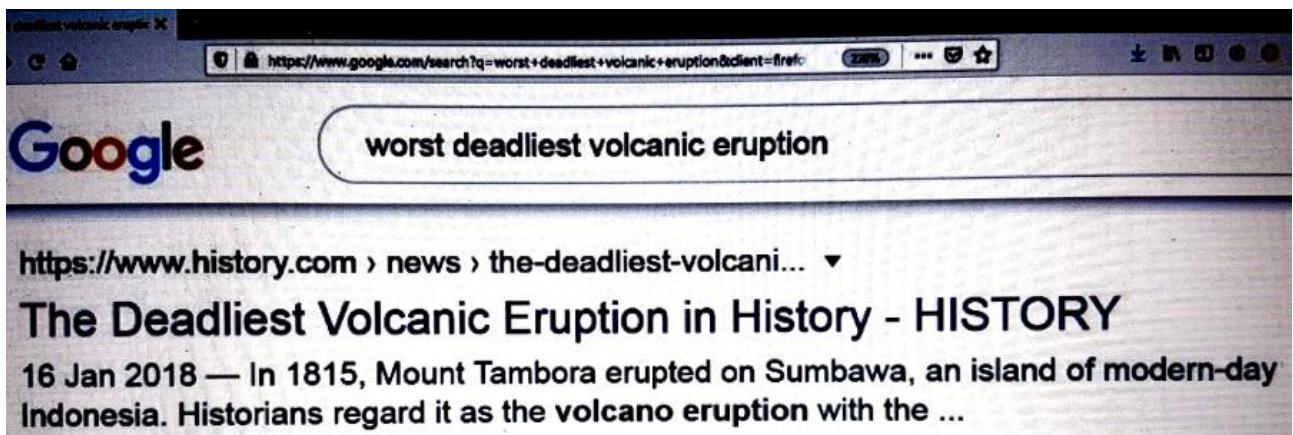 https://www.google.com/search?q=worst+deadliest+volcanic+eruption&client=firefo
Google
worst deadliest volcanic eruption
https://www.history.com › news › the-deadliest-volcani...
The Deadliest Volcanic Eruption in History - HISTORY
16 Jan 2018 — In 1815, Mount Tambora erupted on Sumbawa, an island of modern-day
Indonesia. Historians regard it as the volcano eruption with the ...